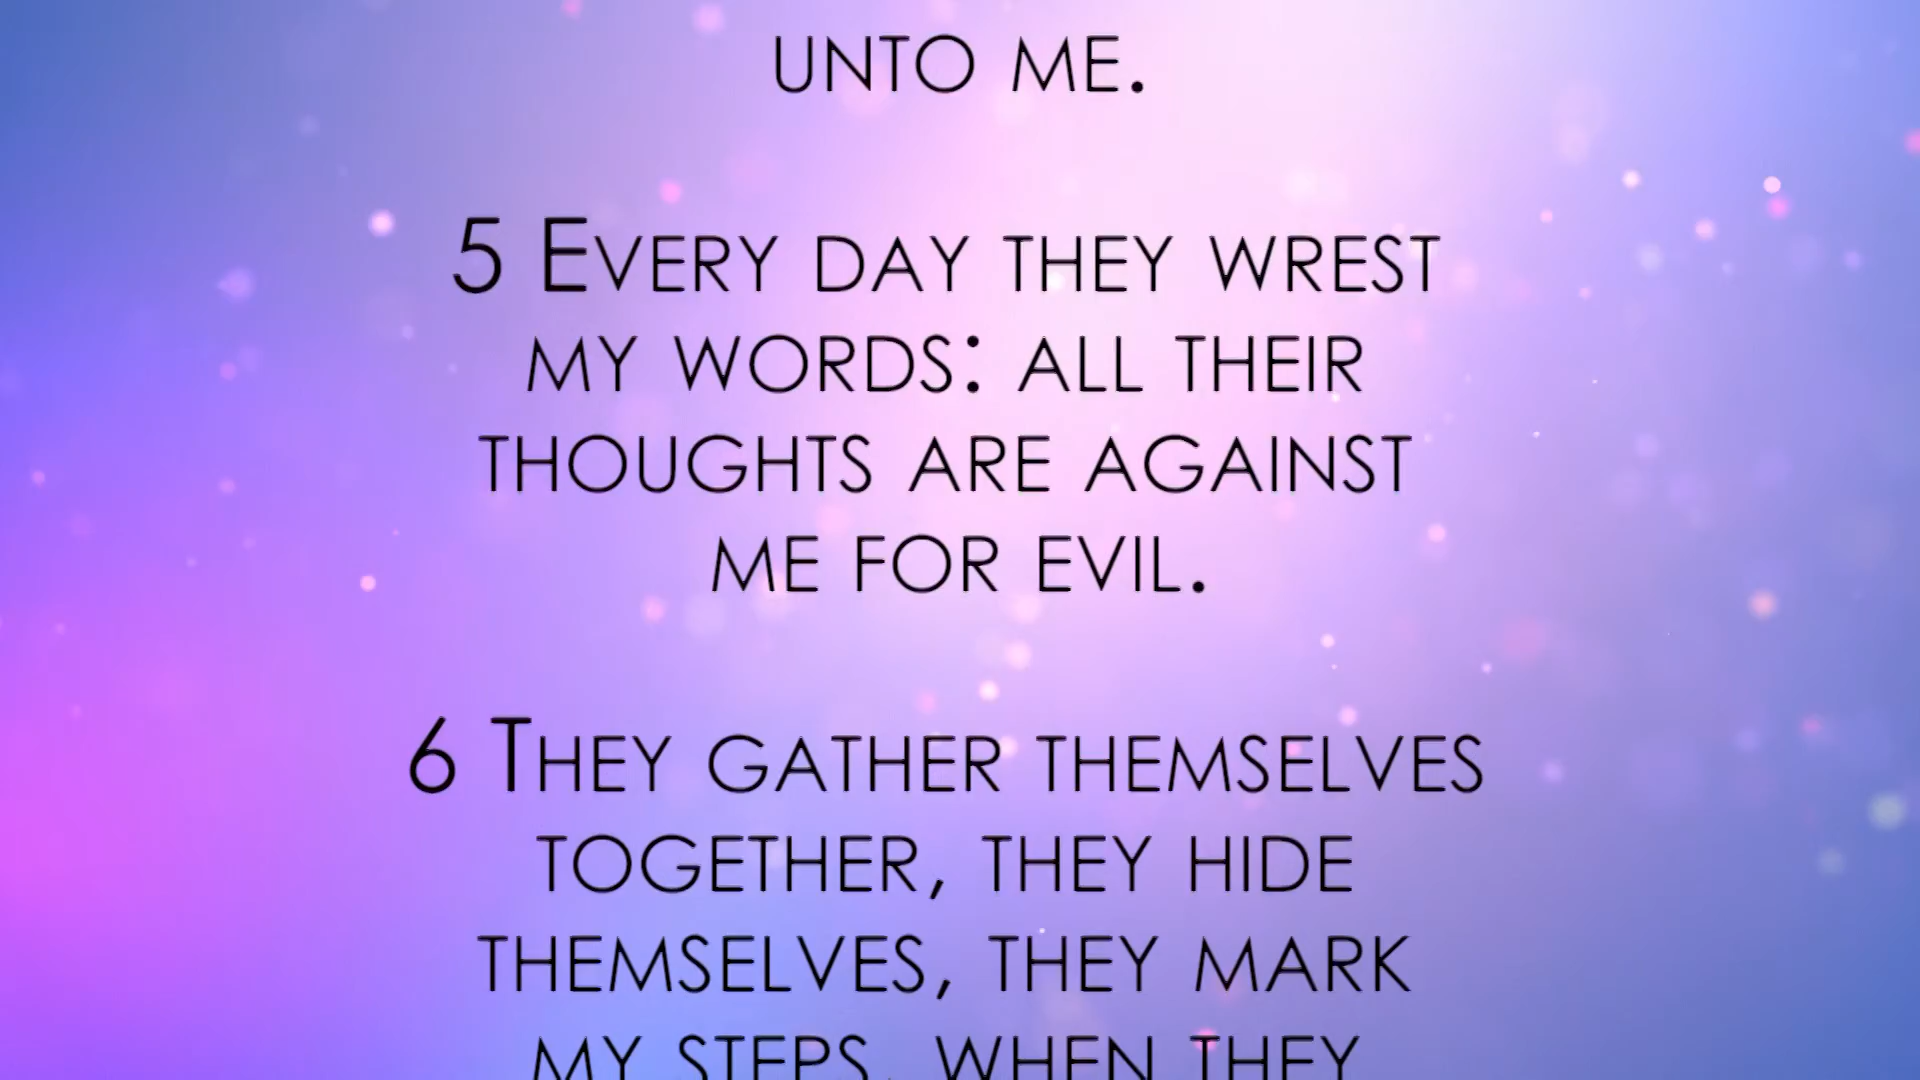 UNTO ME.
5 EVERY DAY THEY WREST
MY WORDS: ALL THEIR
THOUGHTS ARE AGAINST
ME FOR EVIL.
6 THEY GATHER THEMSELVES
TOGETHER, THEY HIDE
THEMSELVES, THEY MARK
MY STEPS, WHEN THEY